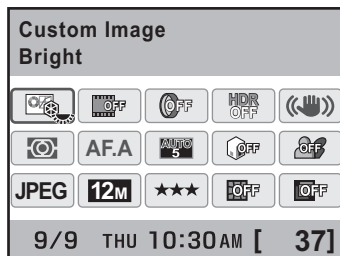 Custom Image
Bright
OFF OFF HDR OFF
AF.A AUTO 5 OFF OFF
JPEG 12M ★★★ OFF OFF
9/9 THU 10:30AM [ 37]